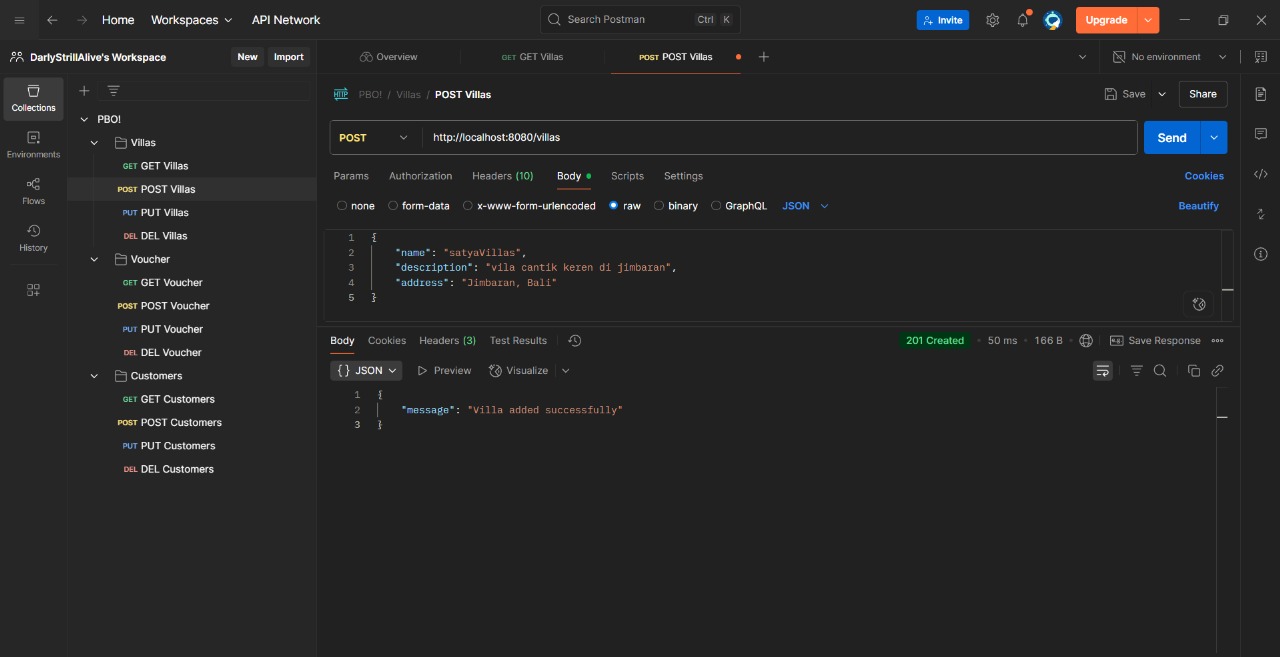 Home Workspaces API Network Search Postman Ctrl K Invite Upgrade
DarlyStrillAlive's Workspace New Import Overview GET GET Villas POST POST Villas No environment
Collections
Environments
Flows
History
PBO!
Villas
GET GET Villas
POST POST Villas
PUT PUT Villas
DEL DEL Villas
Voucher
GET GET Voucher
POST POST Voucher
PUT PUT Voucher
DEL DEL Voucher
Customers
GET GET Customers
POST POST Customers
PUT PUT Customers
DEL DEL Customers
HTTP PBO! / Villas / POST Villas Save Share
POST http://localhost:8080/villas Send
Params Authorization Headers (10) Body Scripts Settings Cookies
none form-data x-www-form-urlencoded raw binary GraphQL JSON Beautify
1 {
2 "name": "satyaVillas",
3 "description": "vila cantik keren di jimbaran",
4 "address": "Jimbaran, Bali"
5 }
Body Cookies Headers (3) Test Results 201 Created 50 ms 166 B Save Response
{} JSON Preview Visualize
1 {
2 "message": "Villa added successfully"
3 }